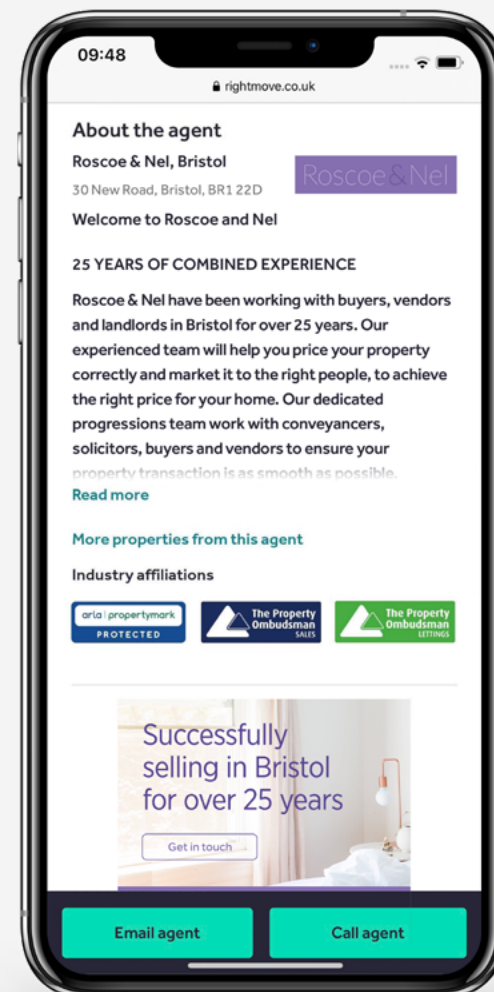 09:48
rightmove.co.uk
About the agent
Roscoe & Nel, Bristol
30 New Road, Bristol, BR1 22D
Roscoe&Nel
Welcome to Roscoe and Nel
25 YEARS OF COMBINED EXPERIENCE
Roscoe & Nel have been working with buyers, vendors
and landlords in Bristol for over 25 years. Our
experienced team will help you price your property
correctly and market it to the right people, to achieve
the right price for your home. Our dedicated
progressions team work with conveyancers,
solicitors, buyers and vendors to ensure your
property transaction is as smooth as possible.
Read more
More properties from this agent
Industry affiliations
arla | propertymark
PROTECTED
The Property
Ombudsman
SALES
The Property
Ombudsman
LETTINGS
Successfully
selling in Bristol
for over 25 years
Get in touch
Email agent
Call agent